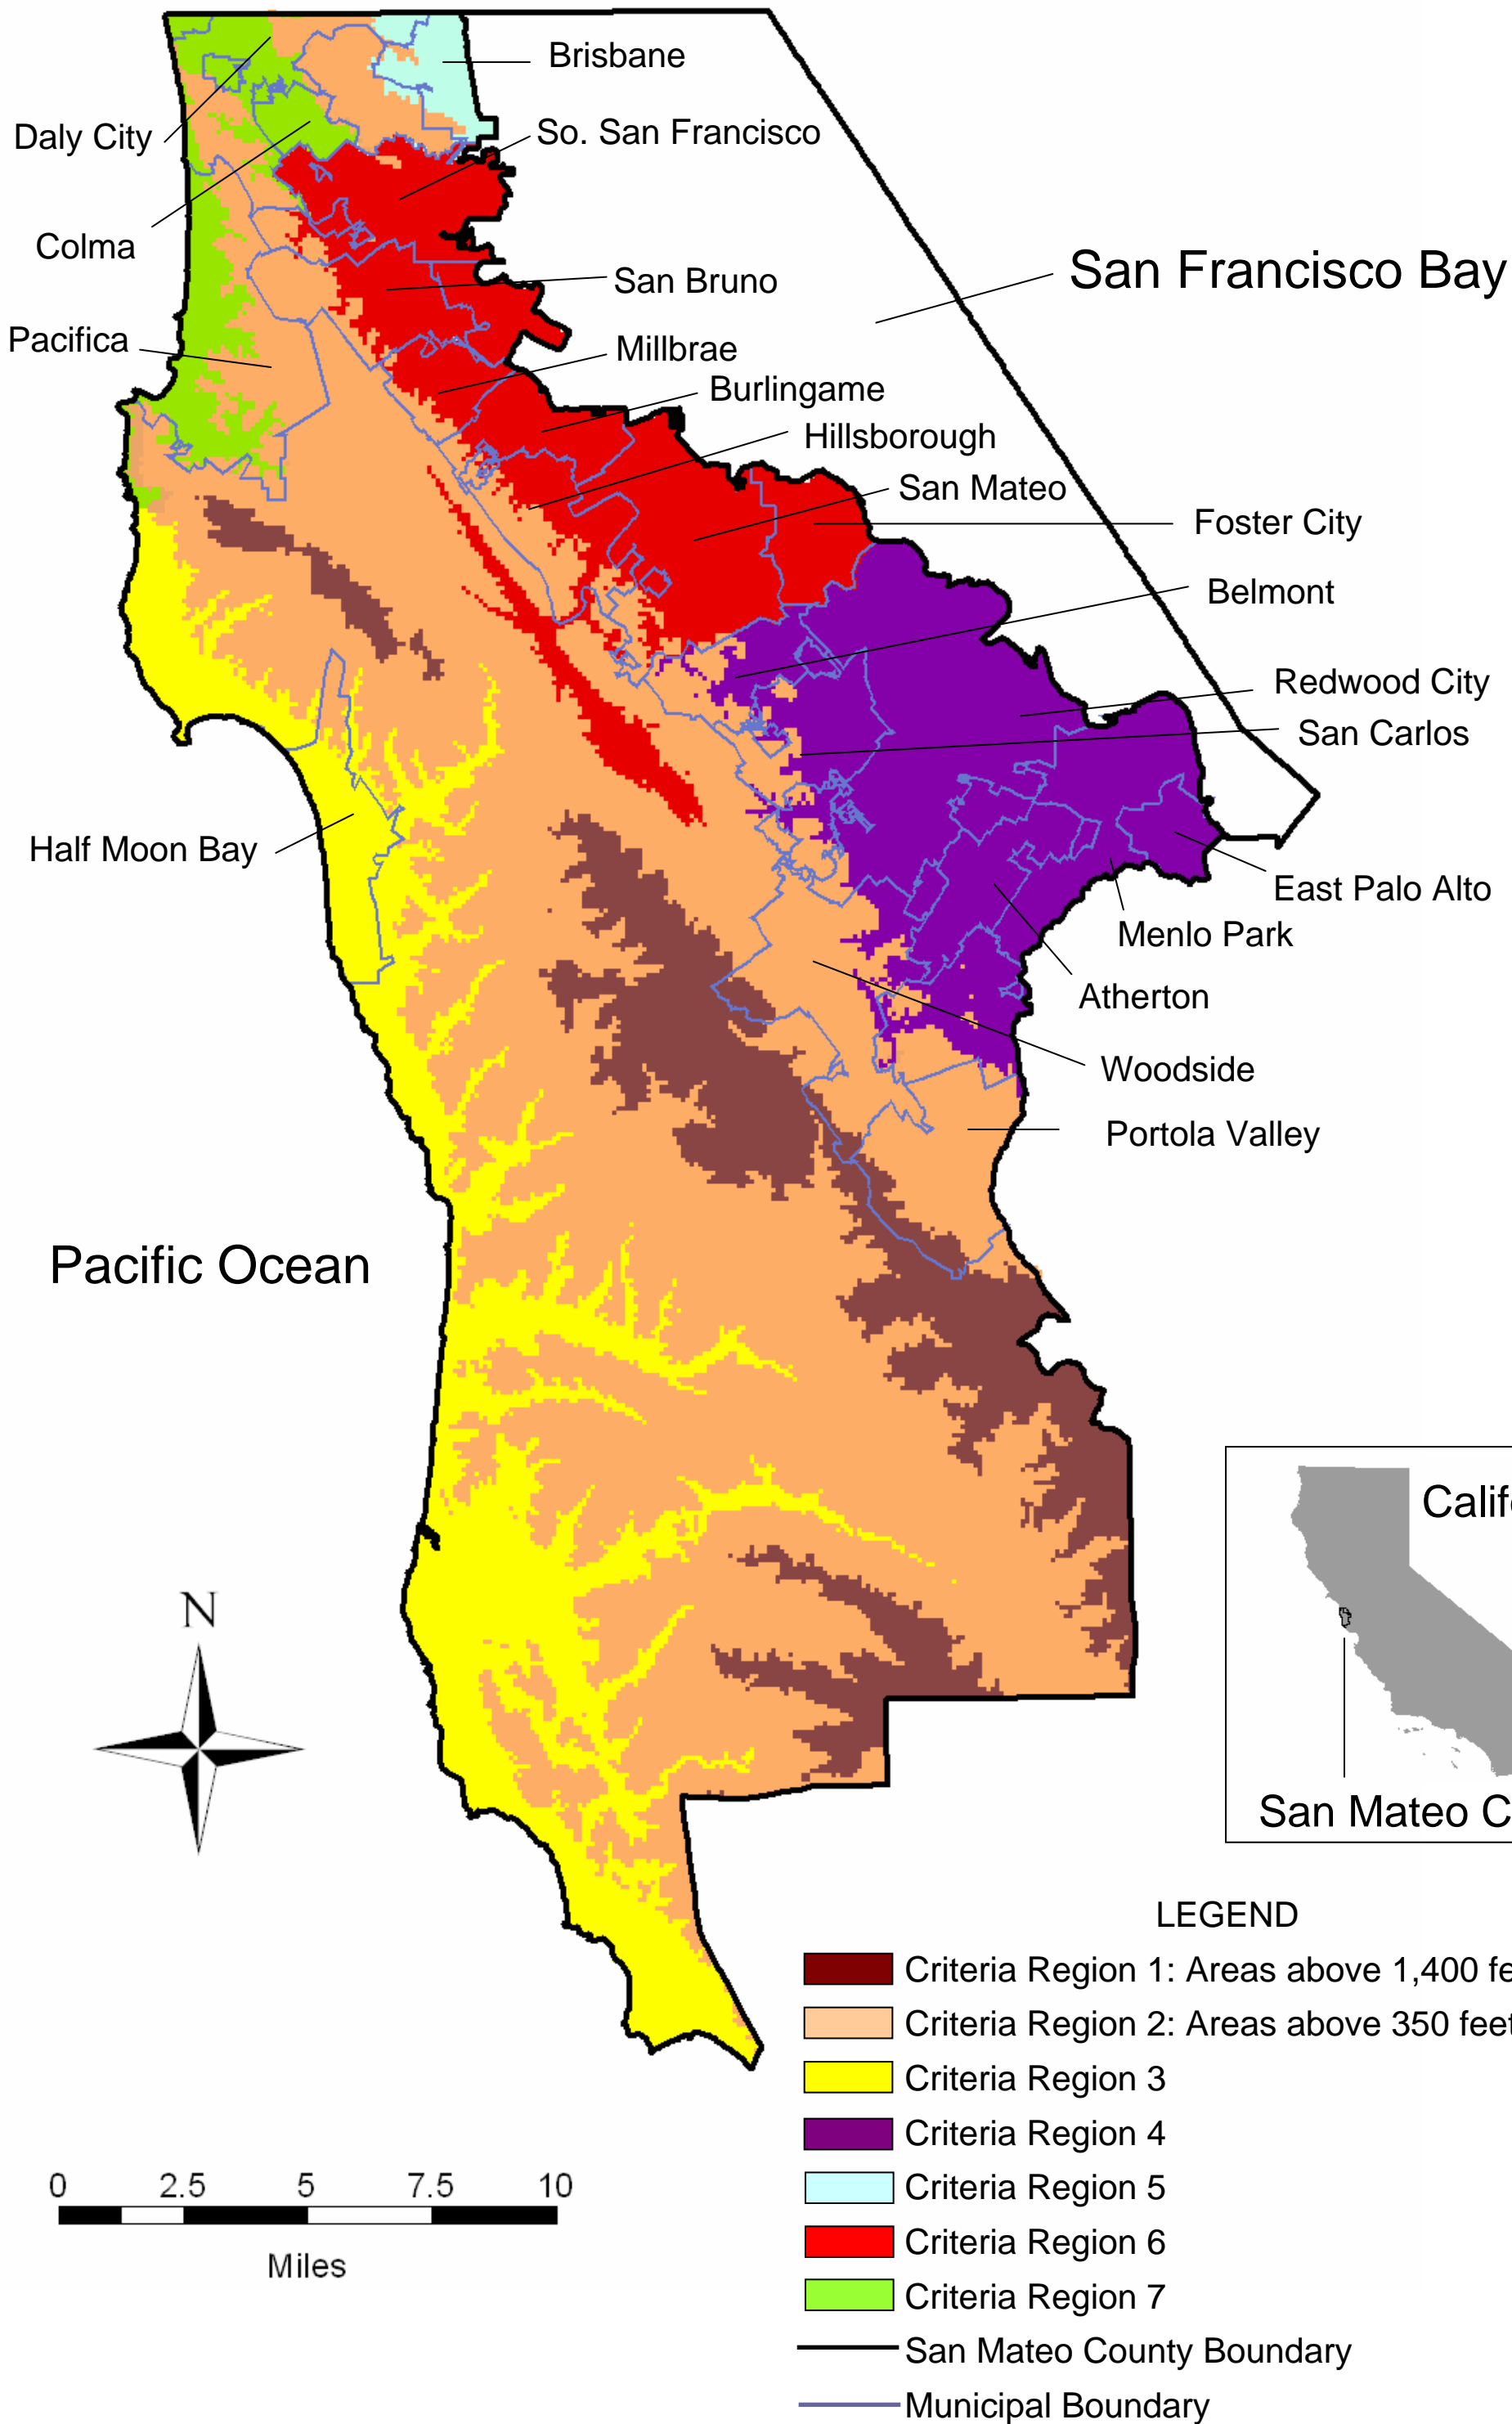 Brisbane
Daly City
So. San Francisco
Colma
San Francisco Bay
San Bruno
Pacifica
Millbrae
Burlingame
Hillsborough
San Mateo
Foster City
Belmont
Redwood City
San Carlos
Half Moon Bay
East Palo Alto
Menlo Park
Atherton
Woodside
Portola Valley
Pacific Ocean
N
San Mateo
LEGEND
Criteria Region 1: Areas above 1,400
Criteria Region 2: Areas above 350 feet
Criteria Region 3
Criteria Region 4
Criteria Region 5
Criteria Region 6
Criteria Region 7
San Mateo County Boundary
Municipal Boundary
0 2.5 5 7.5 10
Miles